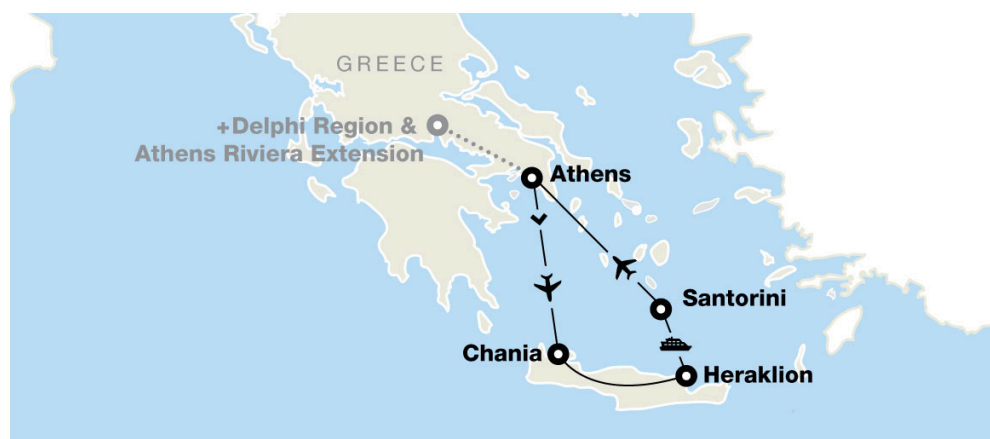 GREECE
+Delphi Region &
Athens Riviera Extension
Athens
Santorini
Chania
Heraklion